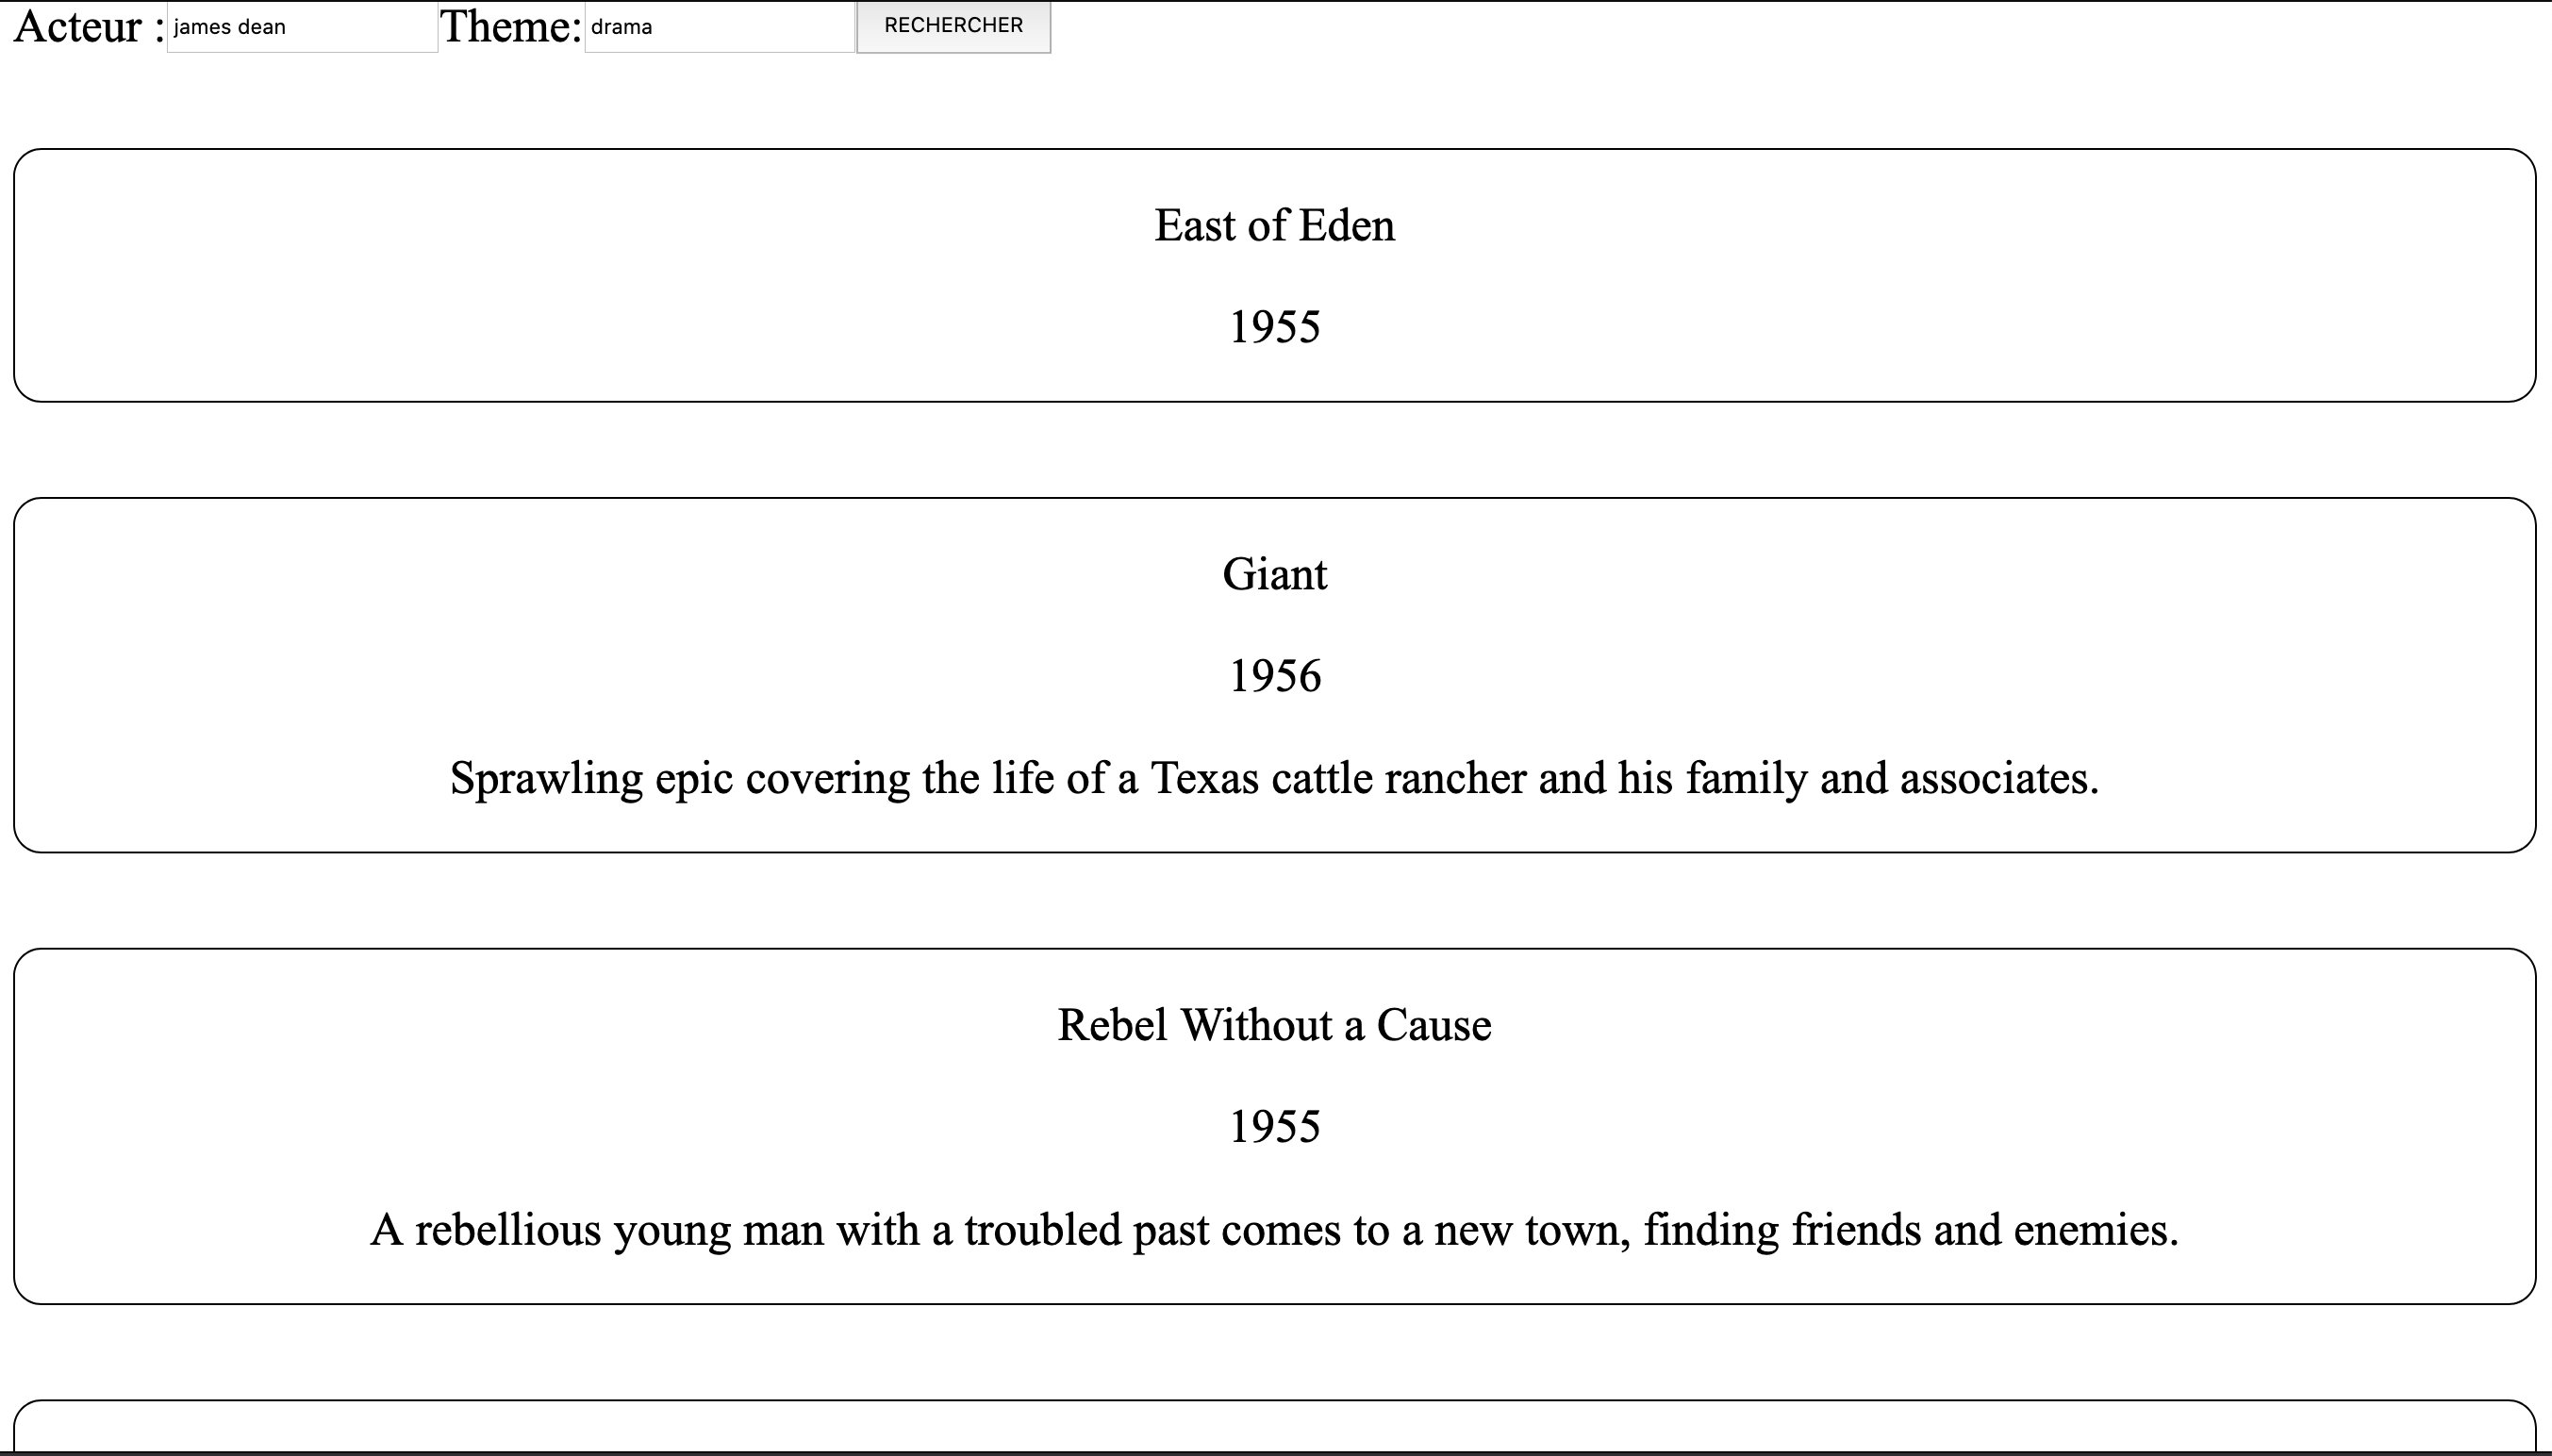 Acteur : james dean Theme: drama RECHERCHER
East of Eden
1955
Giant
1956
Sprawling epic covering the life of a Texas cattle rancher and his family and associates.
Rebel Without a Cause
1955
A rebellious young man with a troubled past comes to a new town, finding friends and enemies.